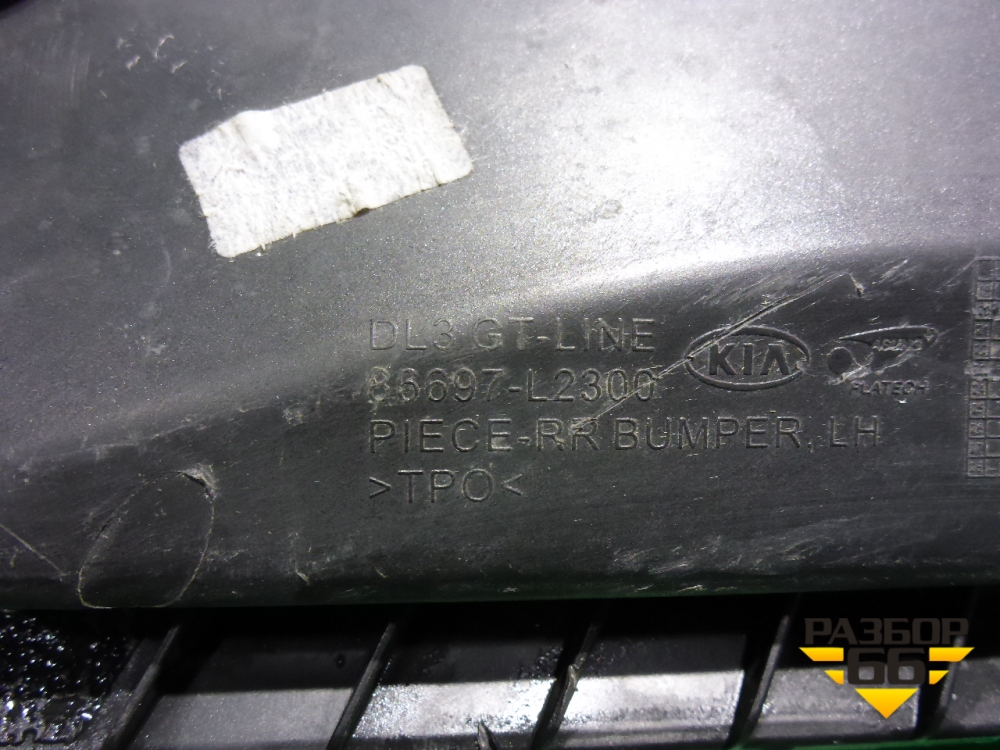 DL3 GT-LINE
86697-L2300
PIECE-RR BUMPER, LH
>TPO<
KIA
PLATECH
РАЗБОР
66